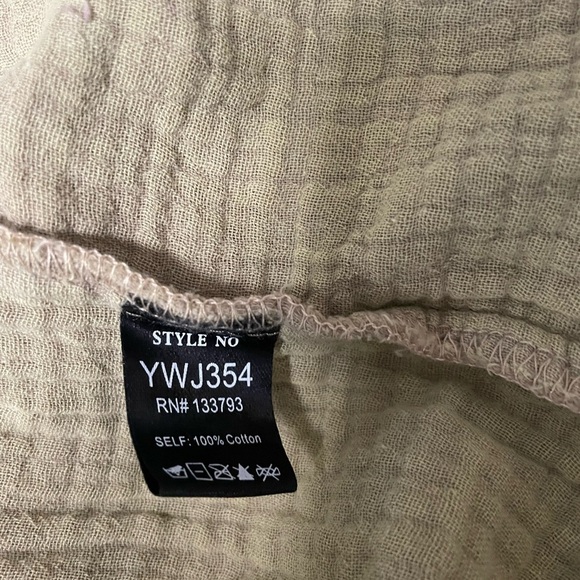 STYLE NO
YWJ354
RN# 133793
SELF: 100% Cotton